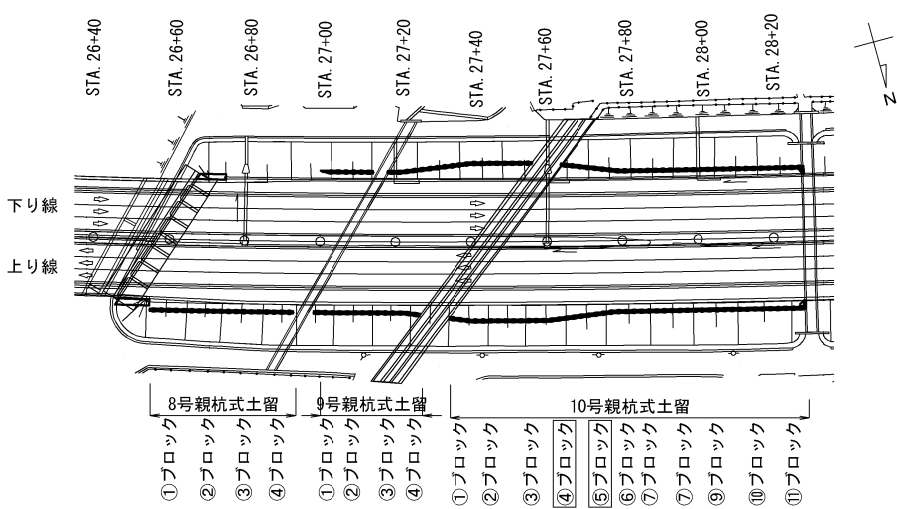 STA. 26+40
STA. 26+60
STA. 26+80
STA. 27+00
STA. 27+20
STA. 27+40
STA. 27+60
STA. 27+80
STA. 28+00
STA. 28+20
N
下り線
上り線
8号親杭式土留
9号親杭式土留
10号親杭式土留
①ブロック
②ブロック
③ブロック
④ブロック
①ブロック
②ブロック
③ブロック
④ブロック
①ブロック
②ブロック
③ブロック
④ブロック
⑤ブロック
⑥ブロック
⑦ブロック
⑦ブロック
⑨ブロック
⑩ブロック
⑪ブロック